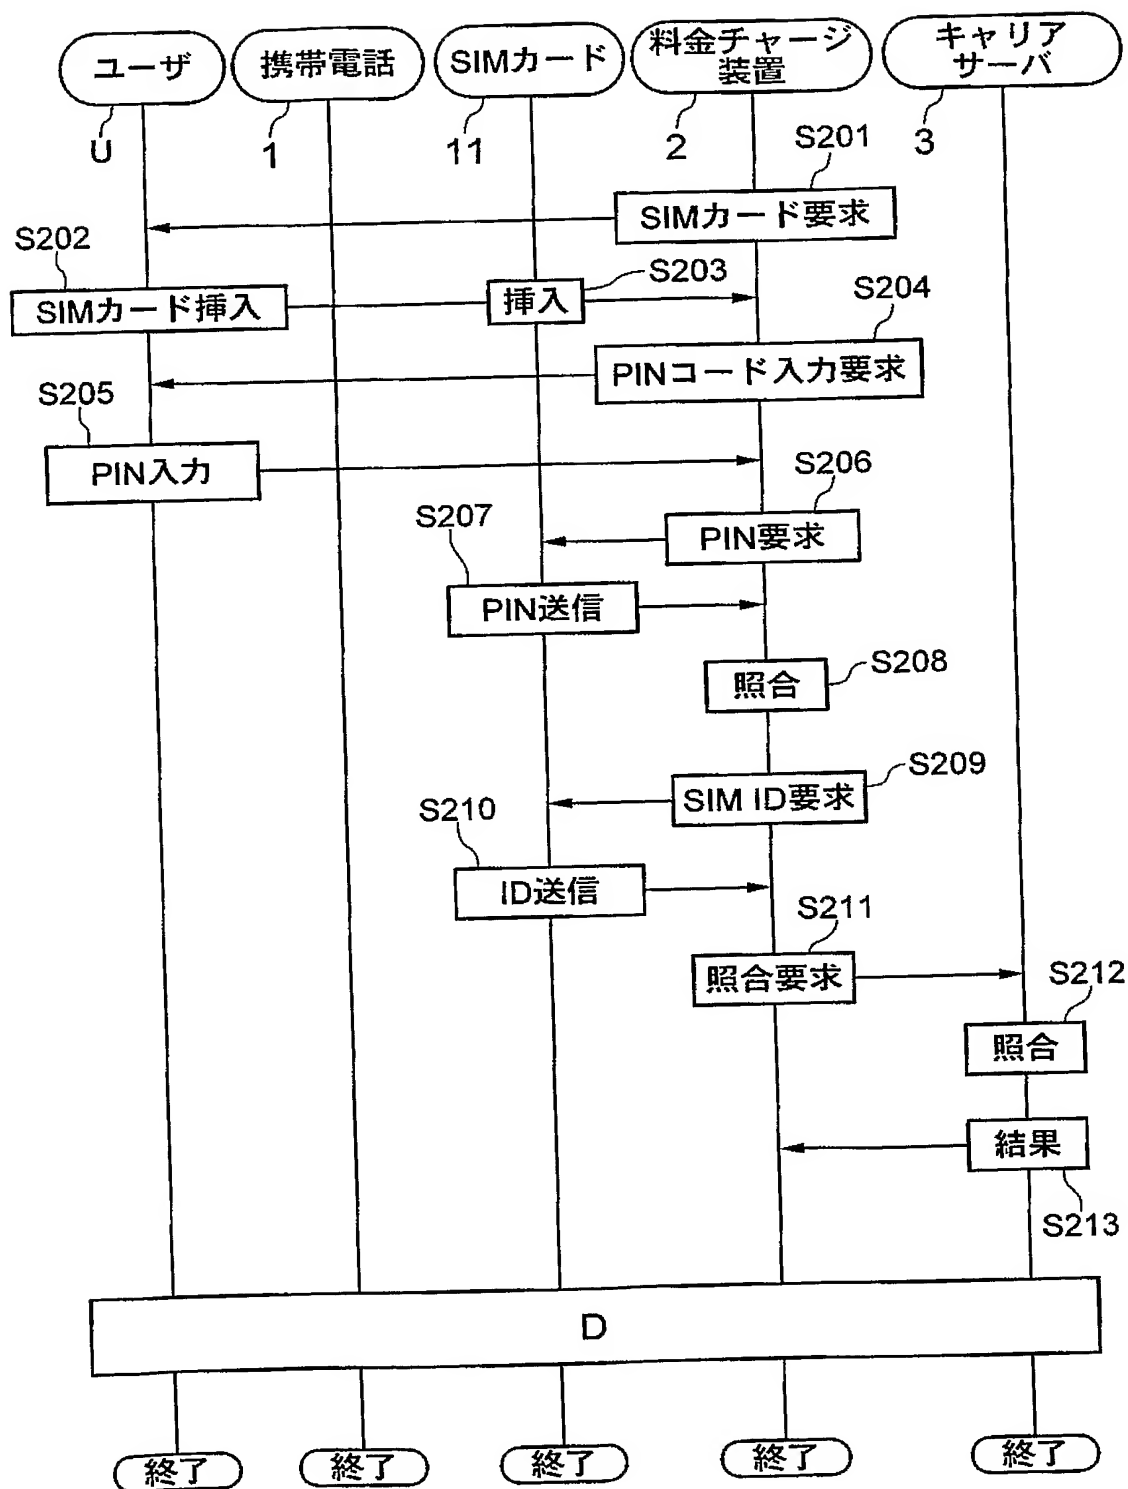 ユーザ
携帯電話
SIMカード
料金チャージ
装置
キャリア
サーバ
U
1
11
2
3
S201
SIMカード要求
S202
SIMカード挿入
S203
挿入
S204
PINコード入力要求
S205
PIN入力
S206
PIN要求
S207
PIN送信
S208
照合
S209
SIM ID要求
S210
ID送信
S211
照合要求
S212
照合
結果
S213
D
終了
終了
終了
終了
終了